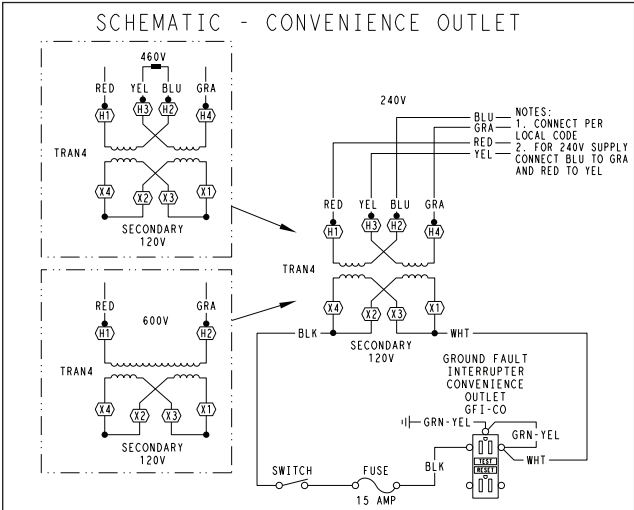 SCHEMATIC - CONVENIENCE OUTLET
460V
RED YEL BLU GRA
H1 H3 H2 H4
TRAN4
X4 X2 X3 X1
SECONDARY
120V
RED 600V GRA
H1 H2
TRAN4
X4 X2 X3 X1
SECONDARY
120V
240V
BLU
GRA
RED
YEL
NOTES:
1. CONNECT PER
LOCAL CODE
2. FOR 240V SUPPLY
CONNECT BLU TO GRA
AND RED TO YEL
RED YEL BLU GRA
H1 H3 H2 H4
TRAN4
X4 X2 X3 X1
BLK WHT
SECONDARY
120V
GROUND FAULT
INTERRUPTER
CONVENIENCE
OUTLET
GFI-CO
GRN-YEL
GRN-YEL
WHT
BLK
TEST
RESET
SWITCH FUSE
15 AMP